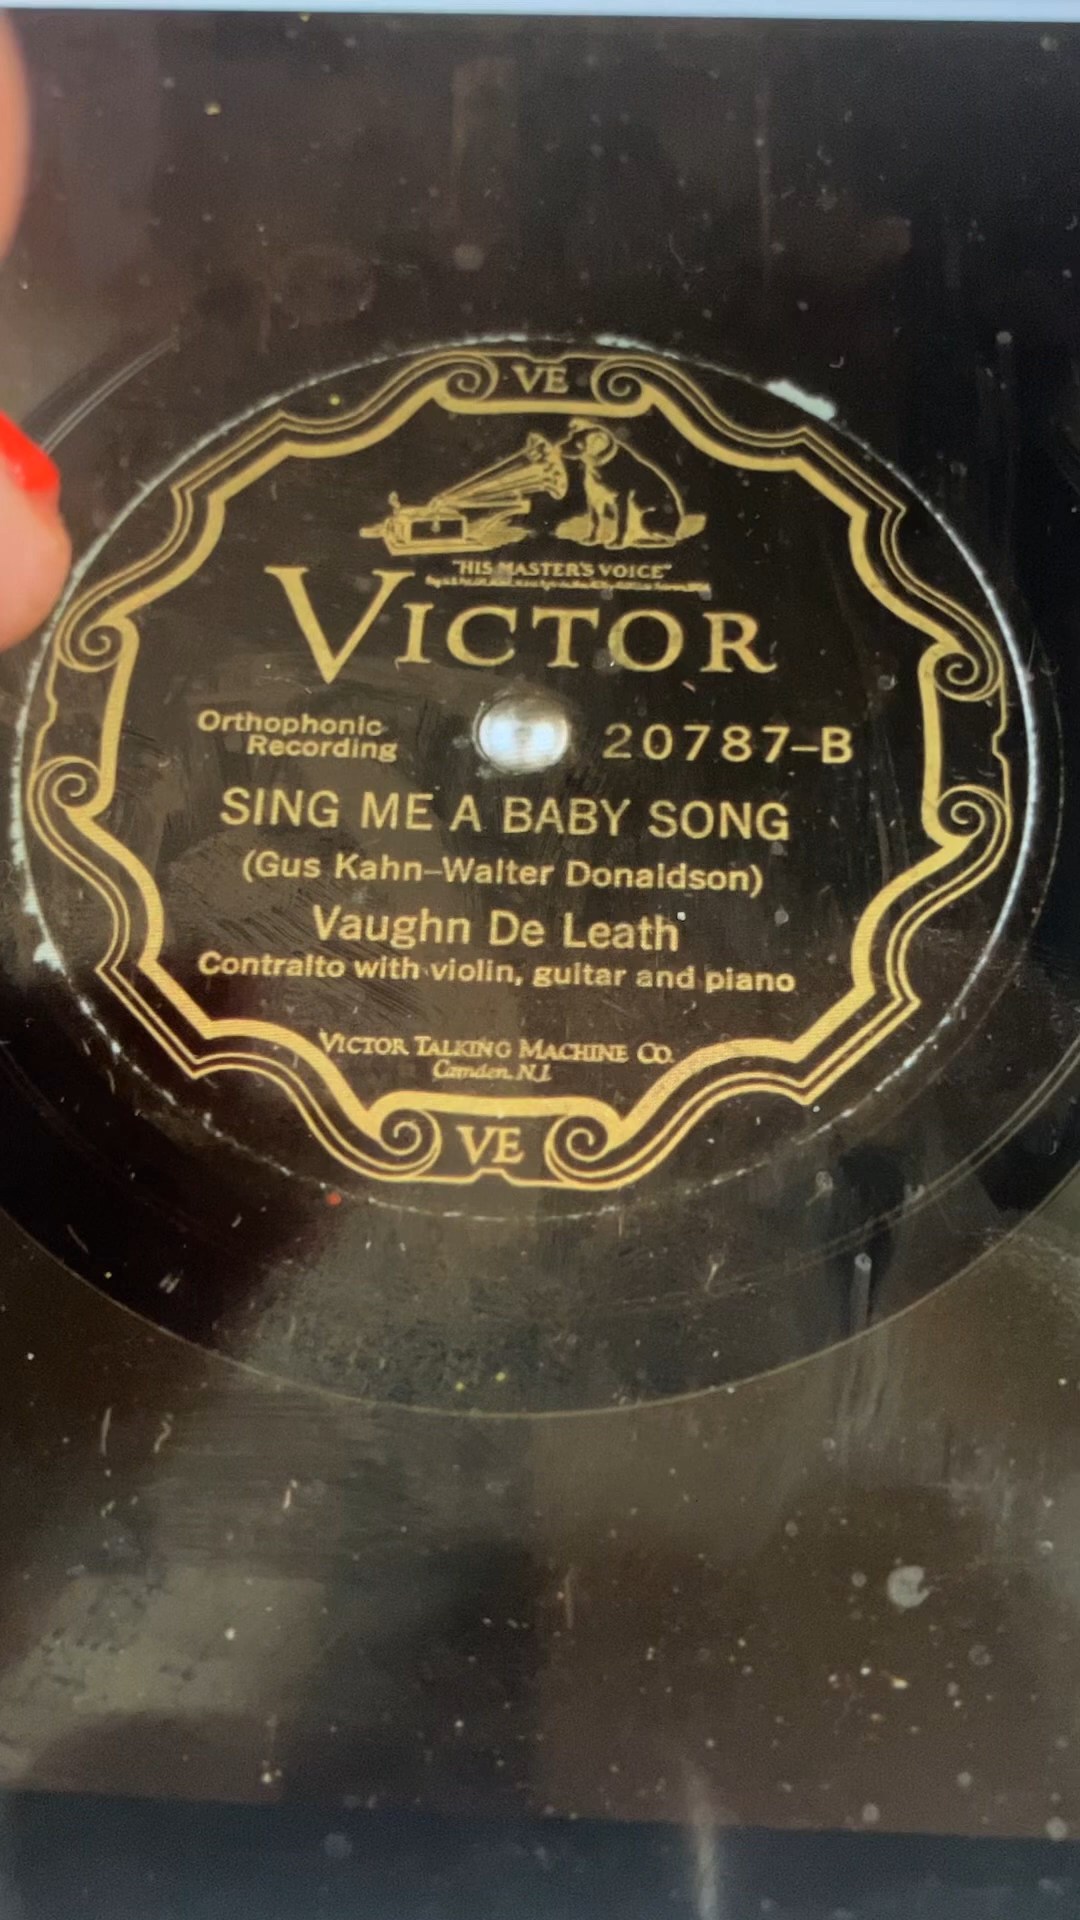 VE
"HIS MASTER'S VOICE"
VICTOR
Orthophonic
Recording
20787-B
SING ME A BABY SONG
(Gus Kahn-Walter Donaldson)
Vaughn De Leath
Contralto with violin, guitar and piano
VICTOR TALKING MACHINE CO.
Camden, N.J.
VE